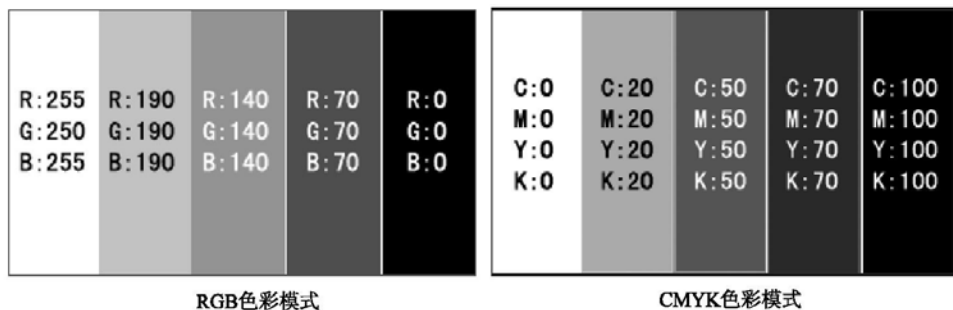 R:255 R:190 R:140 R:70 R:0
G:250 G:190 G:140 G:70 G:0
B:255 B:190 B:140 B:70 B:0
RGB色彩模式
C:0 C:20 C:50 C:70 C:100
M:0 M:20 M:50 M:70 M:100
Y:0 Y:20 Y:50 Y:70 Y:100
K:0 K:20 K:50 K:70 K:100
CMYK色彩模式